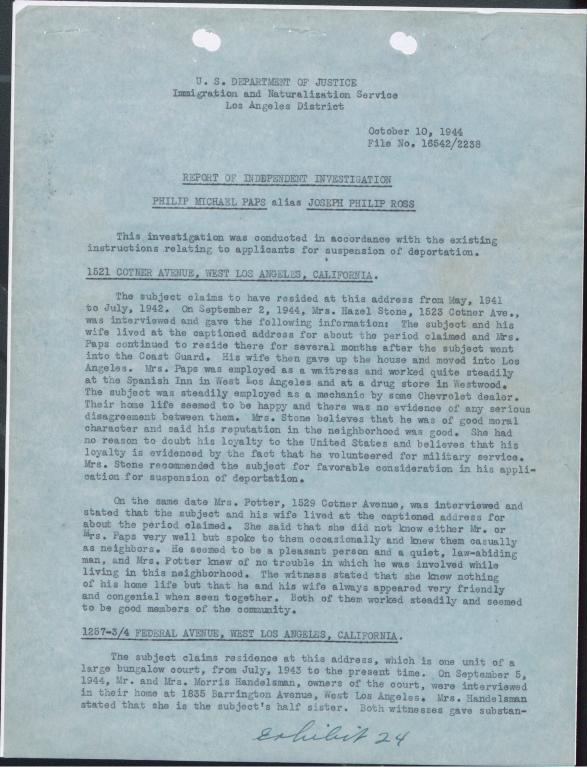 U. S. DEPARTMENT OF JUSTICE
Immigration and Naturalization Service
Los Angeles District
October 10, 1944
File No. 16542/2238
REPORT OF INDEPENDENT INVESTIGATION
PHILIP MICHAEL PAPS alias JOSEPH PHILIP ROSS
This investigation was conducted in accordance with the existing
instructions relating to applicants for suspension of deportation.
1521 COTNER AVENUE, WEST LOS ANGELES, CALIFORNIA.
The subject claims to have resided at this address from May, 1941
to July, 1942. On September 2, 1944, Mrs. Hazel Stone, 1523 Cotner Ave.,
was interviewed and gave the following information: The subject and his
wife lived at the captioned address for about the period claimed and Mrs.
Paps continued to reside there for several months after the subject went
into the Coast Guard. His wife then gave up the house and moved into Los
Angeles. Mrs. Paps was employed as a waitress and worked quite steadily
at the Spanish Inn in West Los Angeles and at a drug store in Westwood.
The subject was steadily employed as a mechanic by some Chevrolet dealer.
Their home life seemed to be happy and there was no evidence of any serious
disagreement between them. Mrs. Stone believes that he was of good moral
character and said his reputation in the neighborhood was good. She had
no reason to doubt his loyalty to the United States and believes that his
loyalty is evidenced by the fact that he volunteered for military service.
Mrs. Stone recommended the subject for favorable consideration in his appli-
cation for suspension of deportation.
On the same date Mrs. Potter, 1529 Cotner Avenue, was interviewed and
stated that the subject and his wife lived at the captioned address for
about the period claimed. She said that she did not know either Mr. or
Mrs. Paps very well but spoke to them occasionally and knew them casually
as neighbors. He seemed to be a pleasant person and a quiet, law-abiding
man, and Mrs. Potter knew of no trouble in which he was involved while
living in this neighborhood. The witness stated that she knew nothing
of his home life but that he and his wife always appeared very friendly
and congenial when seen together. Both of them worked steadily and seemed
to be good members of the community.
1257-3/4 FEDERAL AVENUE, WEST LOS ANGELES, CALIFORNIA.
The subject claims residence at this address, which is one unit of a
large bungalow court, from July, 1943 to the present time. On September 5,
1944, Mr. and Mrs. Morris Handelsman, owners of the court, were interviewed
in their home at 1835 Barrington Avenue, West Los Angeles. Mrs. Handelsman
stated that she is the subject's half sister. Both witnesses gave substan-
exhibit 24